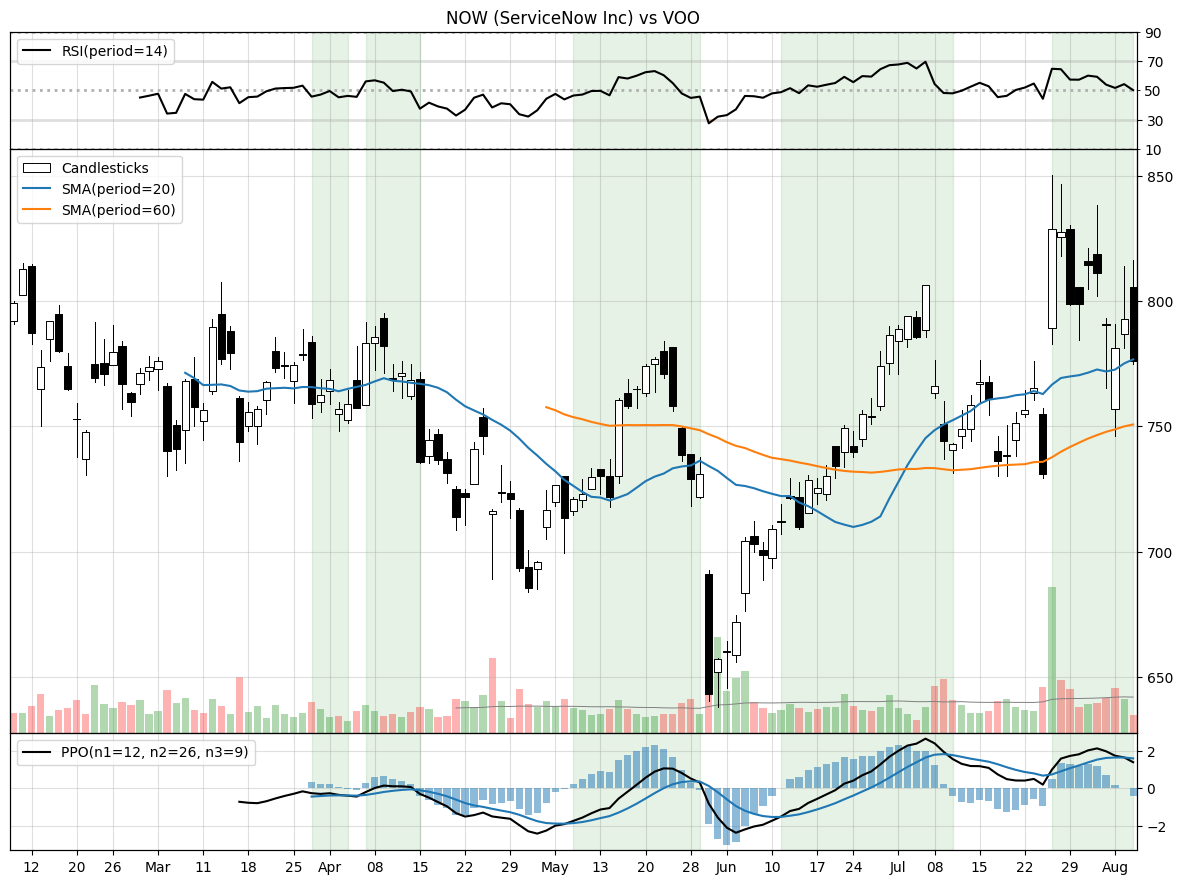 NOW (ServiceNow Inc) vs VOO
RSI(period=14)
90
70
50
30
10
Candlesticks
SMA(period=20)
SMA(period=60)
850
800
750
700
650
PPO(n1=12, n2=26, n3=9)
2
0
−2
12 20 26 Mar 11 18 25 Apr 08 15 22 29 May 13 20 28 Jun 10 17 24 Jul 08 15 22 29 Aug